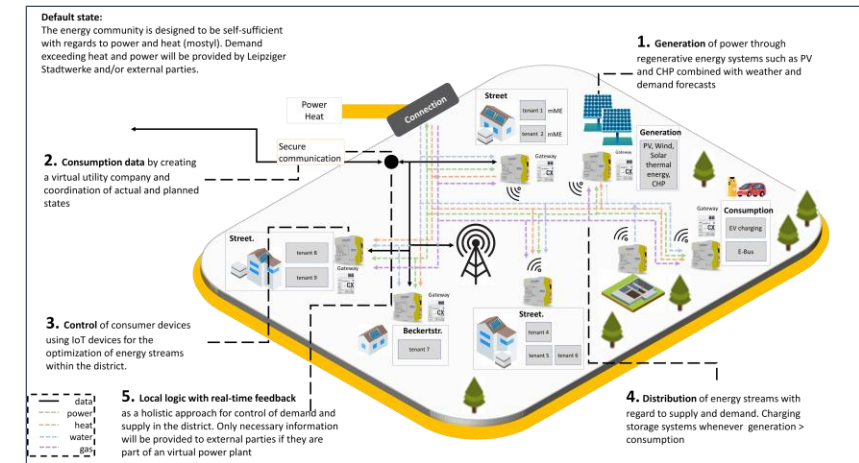 Default state:
The energy community is designed to be self-sufficient
with regards to power and heat (mostyl). Demand
exceeding heat and power will be provided by Leipziger
Stadtwerke and/or external parties.
1. Generation of power through
regenerative energy systems such as PV
and CHP combined with weather and
demand forecasts
Power
Heat
Connection
Street
tenant 1 mME
tenant 2 mME
Gateway
Gateway
CX
CX
Generation
PV, Wind,
Solar
thermal
energy,
CHP
Secure
communication
2. Consumption data by creating
a virtual utility company and
coordination of actual and planned
states
Gateway
CX
Consumption
EV charging
E-Bus
Street.
tenant 8
tenant 9
Gateway
CX
Gateway
CX
Beckertstr.
tenant 7
Street.
tenant 4
tenant 5
tenant 6
3. Control of consumer devices
using IoT devices for the
optimization of energy streams
within the district.
4. Distribution of energy streams with
regard to supply and demand. Charging
storage systems whenever generation >
consumption
5. Local logic with real-time feedback
as a holistic approach for control of demand and
supply in the district. Only necessary information
will be provided to external parties if they are
part of an virtual power plant
data
power
heat
water
gas